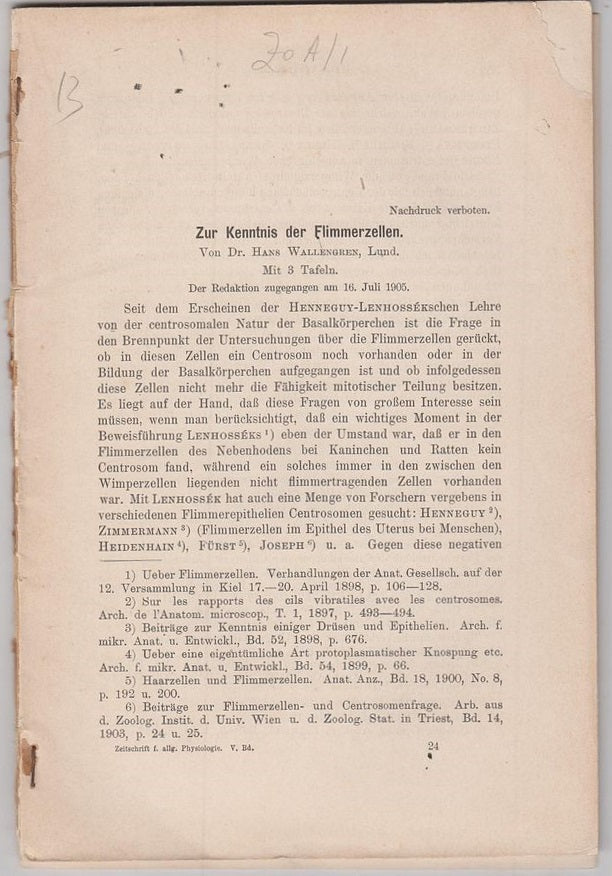 Z0A/1
B
Nachdruck verboten.
Zur Kenntnis der Flimmerzellen.
Von Dr. HANS WALLENGREN, Lund.
Mit 3 Tafeln.
Der Redaktion zugegangen am 16. Juli 1905.
Seit dem Erscheinen der HENNEGUY-LENHOSSÉKschen Lehre
von der centrosomalen Natur der Basalkörperchen ist die Frage in
den Brennpunkt der Untersuchungen über die Flimmerzellen gerückt,
ob in diesen Zellen ein Centrosom noch vorhanden oder in der
Bildung der Basalkörperchen aufgegangen ist und ob infolgedessen
diese Zellen nicht mehr die Fähigkeit mitotischer Teilung besitzen.
Es liegt auf der Hand, daß diese Fragen von großem Interesse sein
müssen, wenn man berücksichtigt, daß ein wichtiges Moment in der
Beweisführung LENHOSSÉKS ¹) eben der Umstand war, daß er in den
Flimmerzellen des Nebenhodens bei Kaninchen und Ratten kein
Centrosom fand, während ein solches immer in den zwischen den
Wimperzellen liegenden nicht flimmertragenden Zellen vorhanden
war. Mit LENHOSSÉK hat auch eine Menge von Forschern vergebens in
verschiedenen Flimmerepithelien Centrosomen gesucht: HENNEGUY ²),
ZIMMERMANN ³) (Flimmerzellen im Epithel des Uterus bei Menschen),
HEIDENHAIN ⁴), FÜRST ⁵), JOSEPH ⁶) u. a. Gegen diese negativen
1) Ueber Flimmerzellen. Verhandlungen der Anat. Gesellsch. auf der
12. Versammlung in Kiel 17.—20. April 1898, p. 106—128.
2) Sur les rapports des cils vibratiles avec les centrosomes.
Arch. de l'Anatom. microscop., T. 1, 1897, p. 493—494.
3) Beiträge zur Kenntnis einiger Drüsen und Epithelien. Arch. f.
mikr. Anat. u. Entwickl., Bd. 52, 1898, p. 676.
4) Ueber eine eigentümliche Art protoplasmatischer Knospung etc.
Arch. f. mikr. Anat. u. Entwickl., Bd. 54, 1899, p. 66.
5) Haarzellen und Flimmerzellen. Anat. Anz., Bd. 18, 1900, No. 8,
p. 192 u. 200.
6) Beiträge zur Flimmerzellen- und Centrosomenfrage. Arb. aus
d. Zoolog. Instit. d. Univ. Wien u. d. Zoolog. Stat. in Triest, Bd. 14,
1903, p. 24 u. 25.
Zeitschrift f. allg. Physiologie. V. Bd.
24